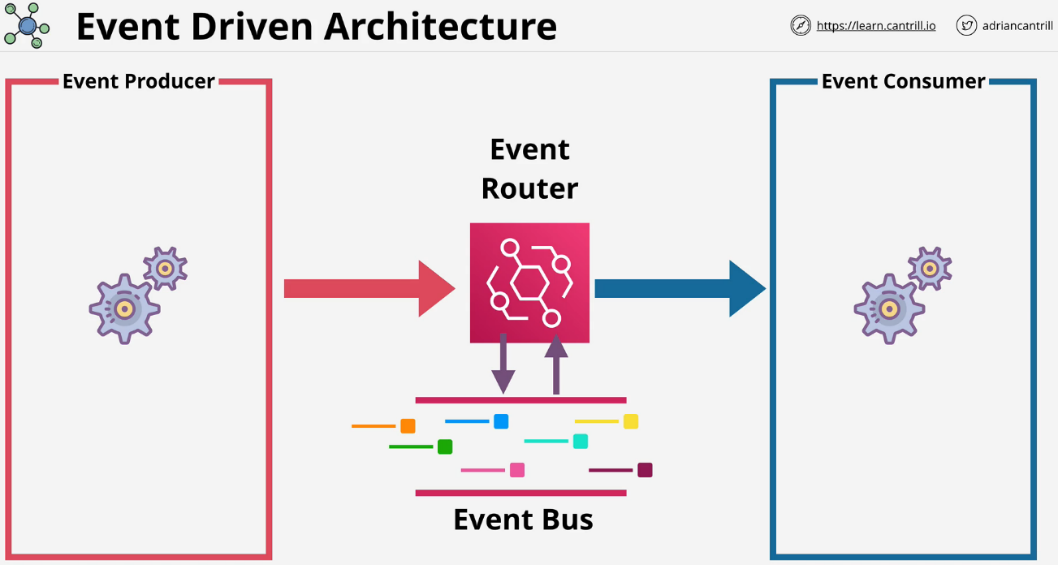 Event Driven Architecture
https://learn.cantrill.io
adriancantrill
Event Producer
Event Consumer
Event
Router
Event Bus